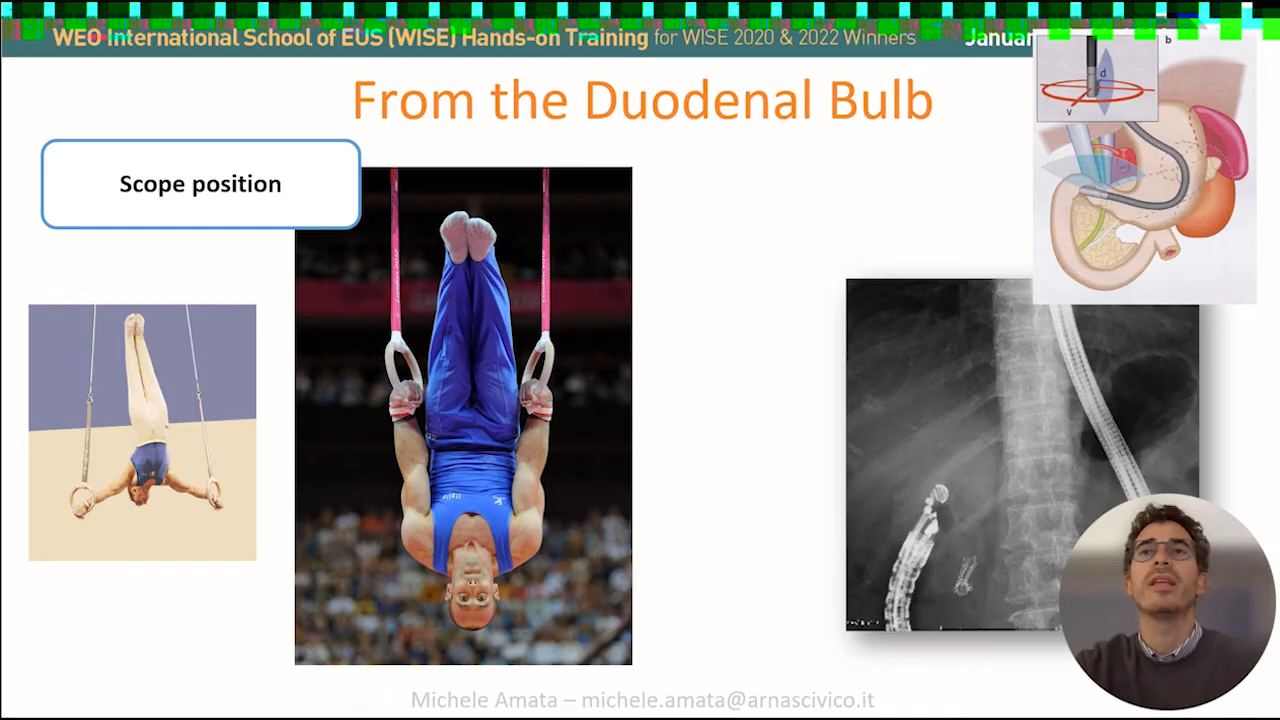 WEO International School of EUS (WISE) Hands-on Training for WISE 2020 & 2022 Winners Januar
b
d
v
From the Duodenal Bulb
Scope position
Michele Amata – michele.amata@arnascivico.it